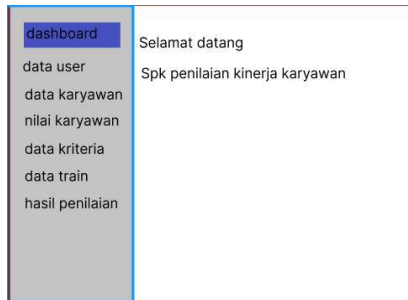 dashboard
data user
data karyawan
nilai karyawan
data kriteria
data train
hasil penilaian
Selamat datang
Spk penilaian kinerja karyawan